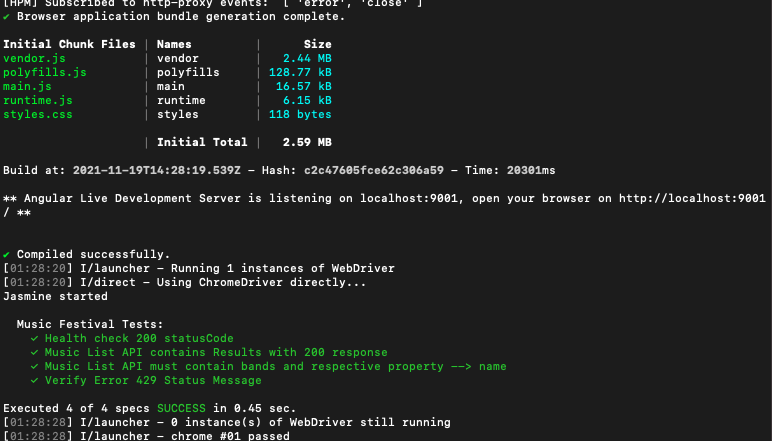 [HPM] Subscribed to http-proxy events: [ 'error', 'close' ]
✔ Browser application bundle generation complete.
Initial Chunk Files | Names | Size
vendor.js | vendor | 2.44 MB
polyfills.js | polyfills | 128.77 kB
main.js | main | 16.57 kB
runtime.js | runtime | 6.15 kB
styles.css | styles | 118 bytes
| Initial Total | 2.59 MB
Build at: 2021-11-19T14:28:19.539Z - Hash: c2c47605fce62c306a59 - Time: 20301ms
** Angular Live Development Server is listening on localhost:9001, open your browser on http://localhost:9001
/ **
✔ Compiled successfully.
[01:28:20] I/launcher - Running 1 instances of WebDriver
[01:28:20] I/direct - Using ChromeDriver directly...
Jasmine started
Music Festival Tests:
✓ Health check 200 statusCode
✓ Music List API contains Results with 200 response
✓ Music List API must contain bands and respective property --> name
✓ Verify Error 429 Status Message
Executed 4 of 4 specs SUCCESS in 0.45 sec.
[01:28:28] I/launcher - 0 instance(s) of WebDriver still running
[01:28:28] I/launcher - chrome #01 passed